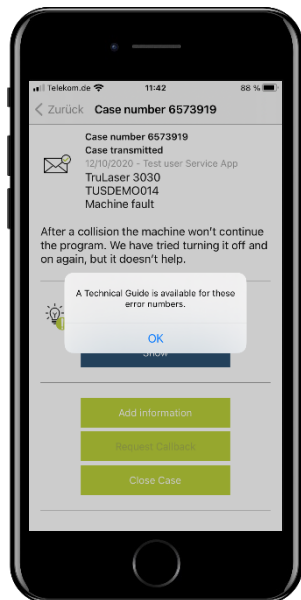 Telekom.de 11:42 88 %
Zurück Case number 6573919
Case number 6573919
Case transmitted
12/10/2020 - Test user Service App
TruLaser 3030
TUSDEMO014
Machine fault
After a collision the machine won't continue
the program. We have tried turning it off and
on again, but it doesn't help.
A Technical Guide is available for these
error numbers.
OK
Show
Add information
Request Callback
Close Case